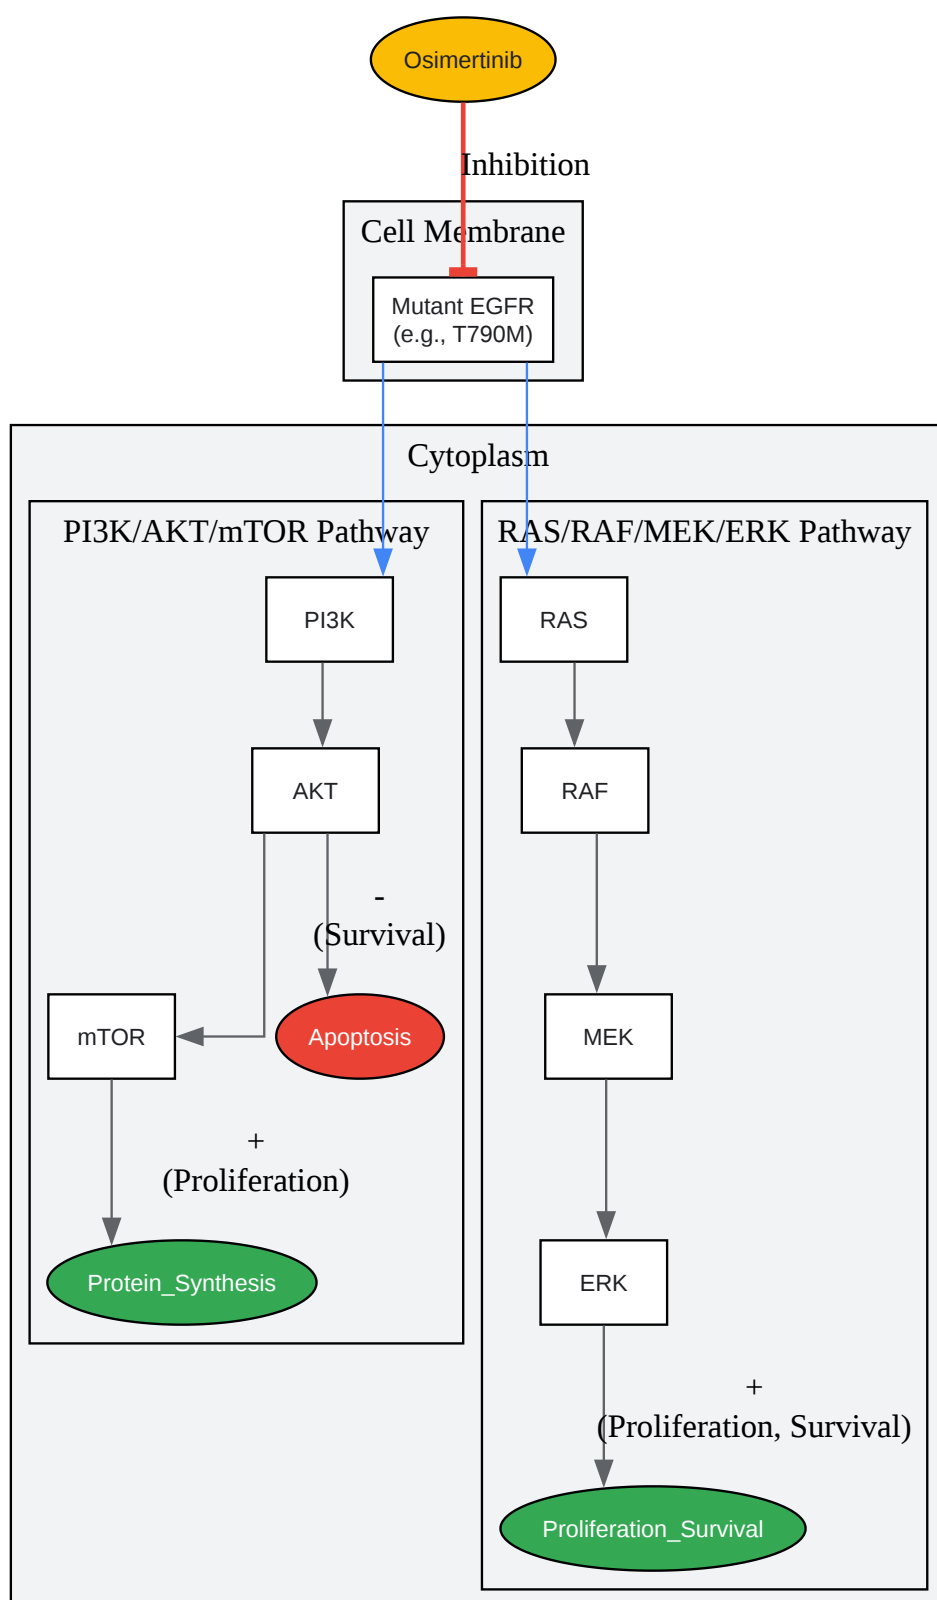 Osimertinib
Inhibition
Cell Membrane
Mutant EGFR
(e.g., T790M)
Cytoplasm
PI3K/AKT/mTOR Pathway
RAS/RAF/MEK/ERK Pathway
PI3K
RAS
AKT
RAF
-
(Survival)
mTOR
Apoptosis
MEK
+
(Proliferation)
Protein_Synthesis
ERK
+
(Proliferation, Survival)
Proliferation_Survival